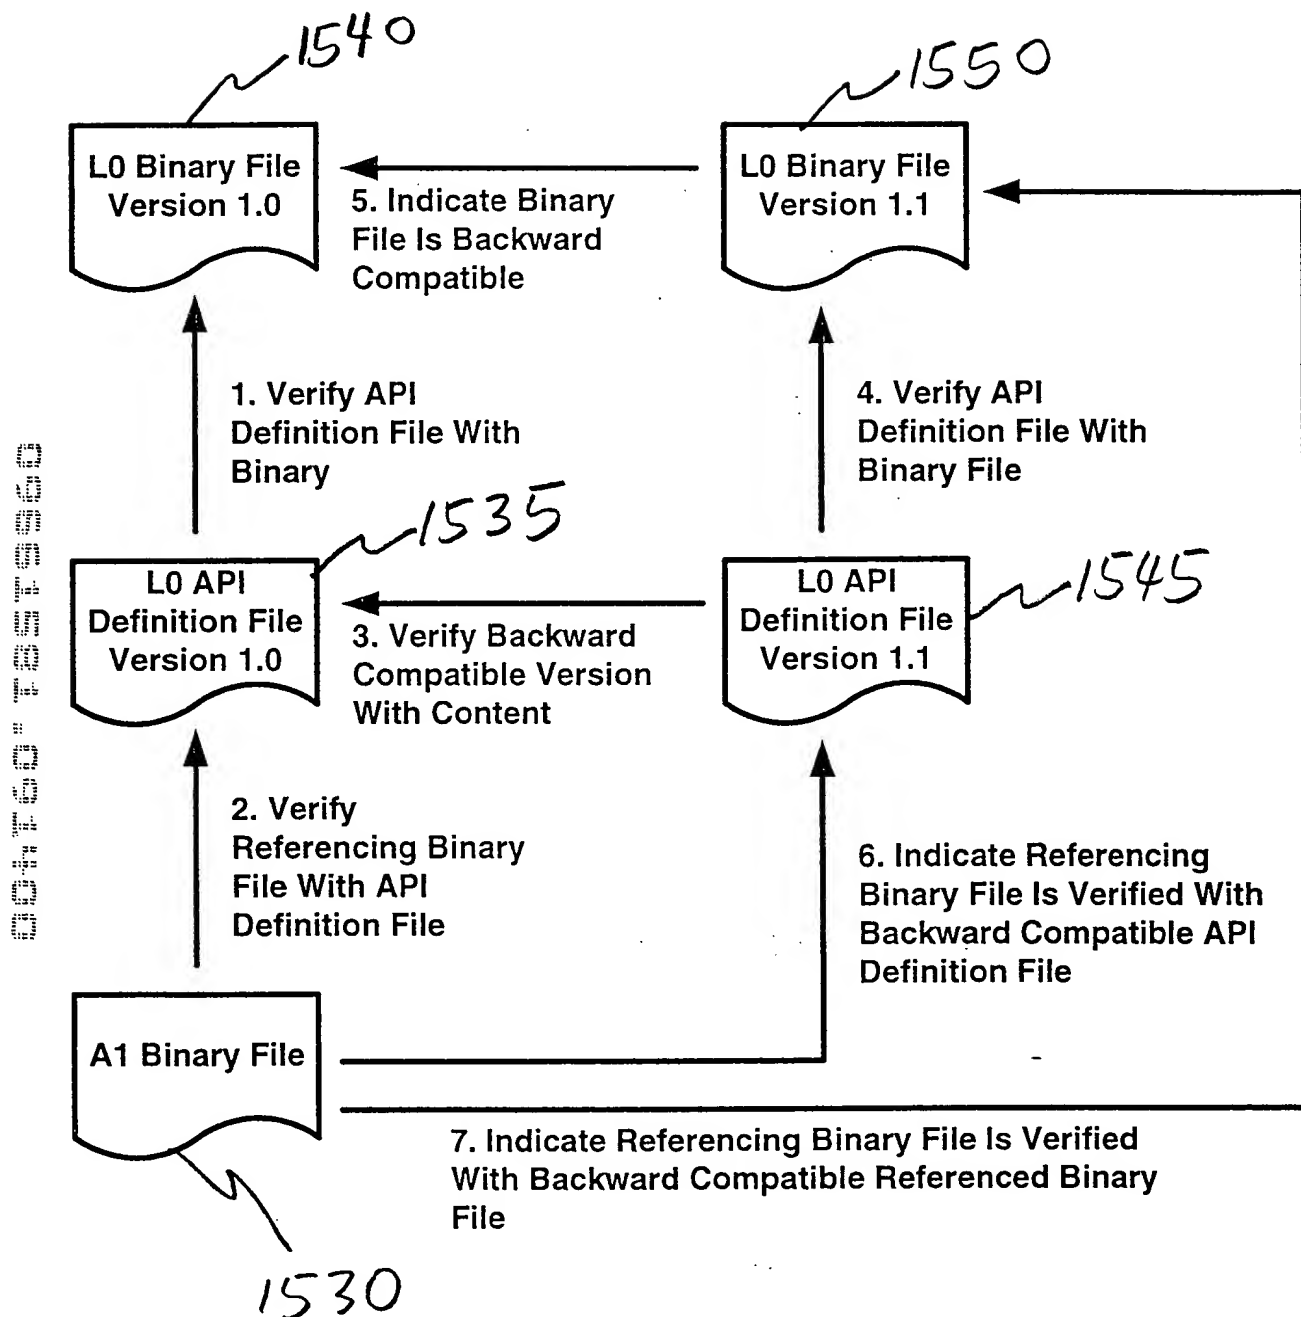 1540
1550
L0 Binary File
Version 1.0
L0 Binary File
Version 1.1
5. Indicate Binary
File Is Backward
Compatible
1. Verify API
Definition File With
Binary
4. Verify API
Definition File With
Binary File
1535
1545
L0 API
Definition File
Version 1.0
L0 API
Definition File
Version 1.1
3. Verify Backward
Compatible Version
With Content
2. Verify
Referencing Binary
File With API
Definition File
6. Indicate Referencing
Binary File Is Verified With
Backward Compatible API
Definition File
A1 Binary File
7. Indicate Referencing Binary File Is Verified
With Backward Compatible Referenced Binary
File
1530